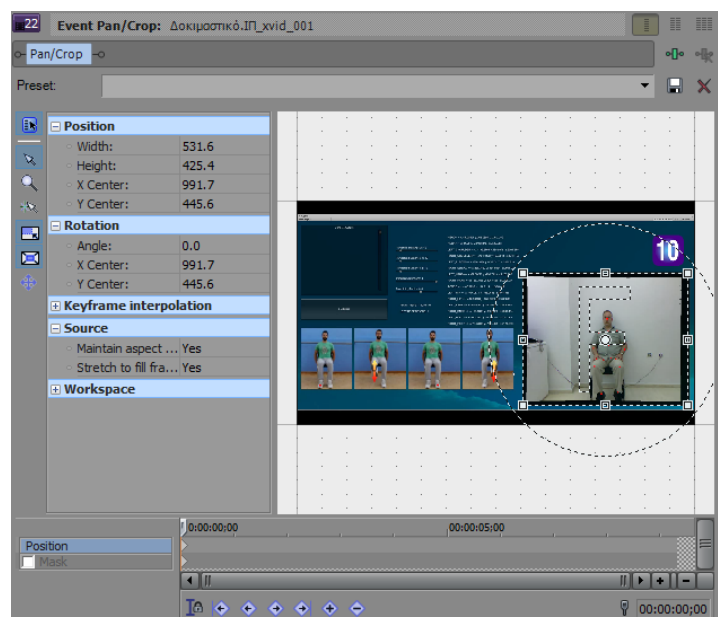 22 Event Pan/Crop: Δοκιμαστικό.ΙΠ_xvid_001
Pan/Crop
Preset:
Position
Width: 531.6
Height: 425.4
X Center: 991.7
Y Center: 445.6
Rotation
Angle: 0.0
X Center: 991.7
Y Center: 445.6
Keyframe interpolation
Source
Maintain aspect ... Yes
Stretch to fill fra... Yes
Workspace
10
0:00:00;00 00:00:05;00
Position
Mask
00:00:00;00